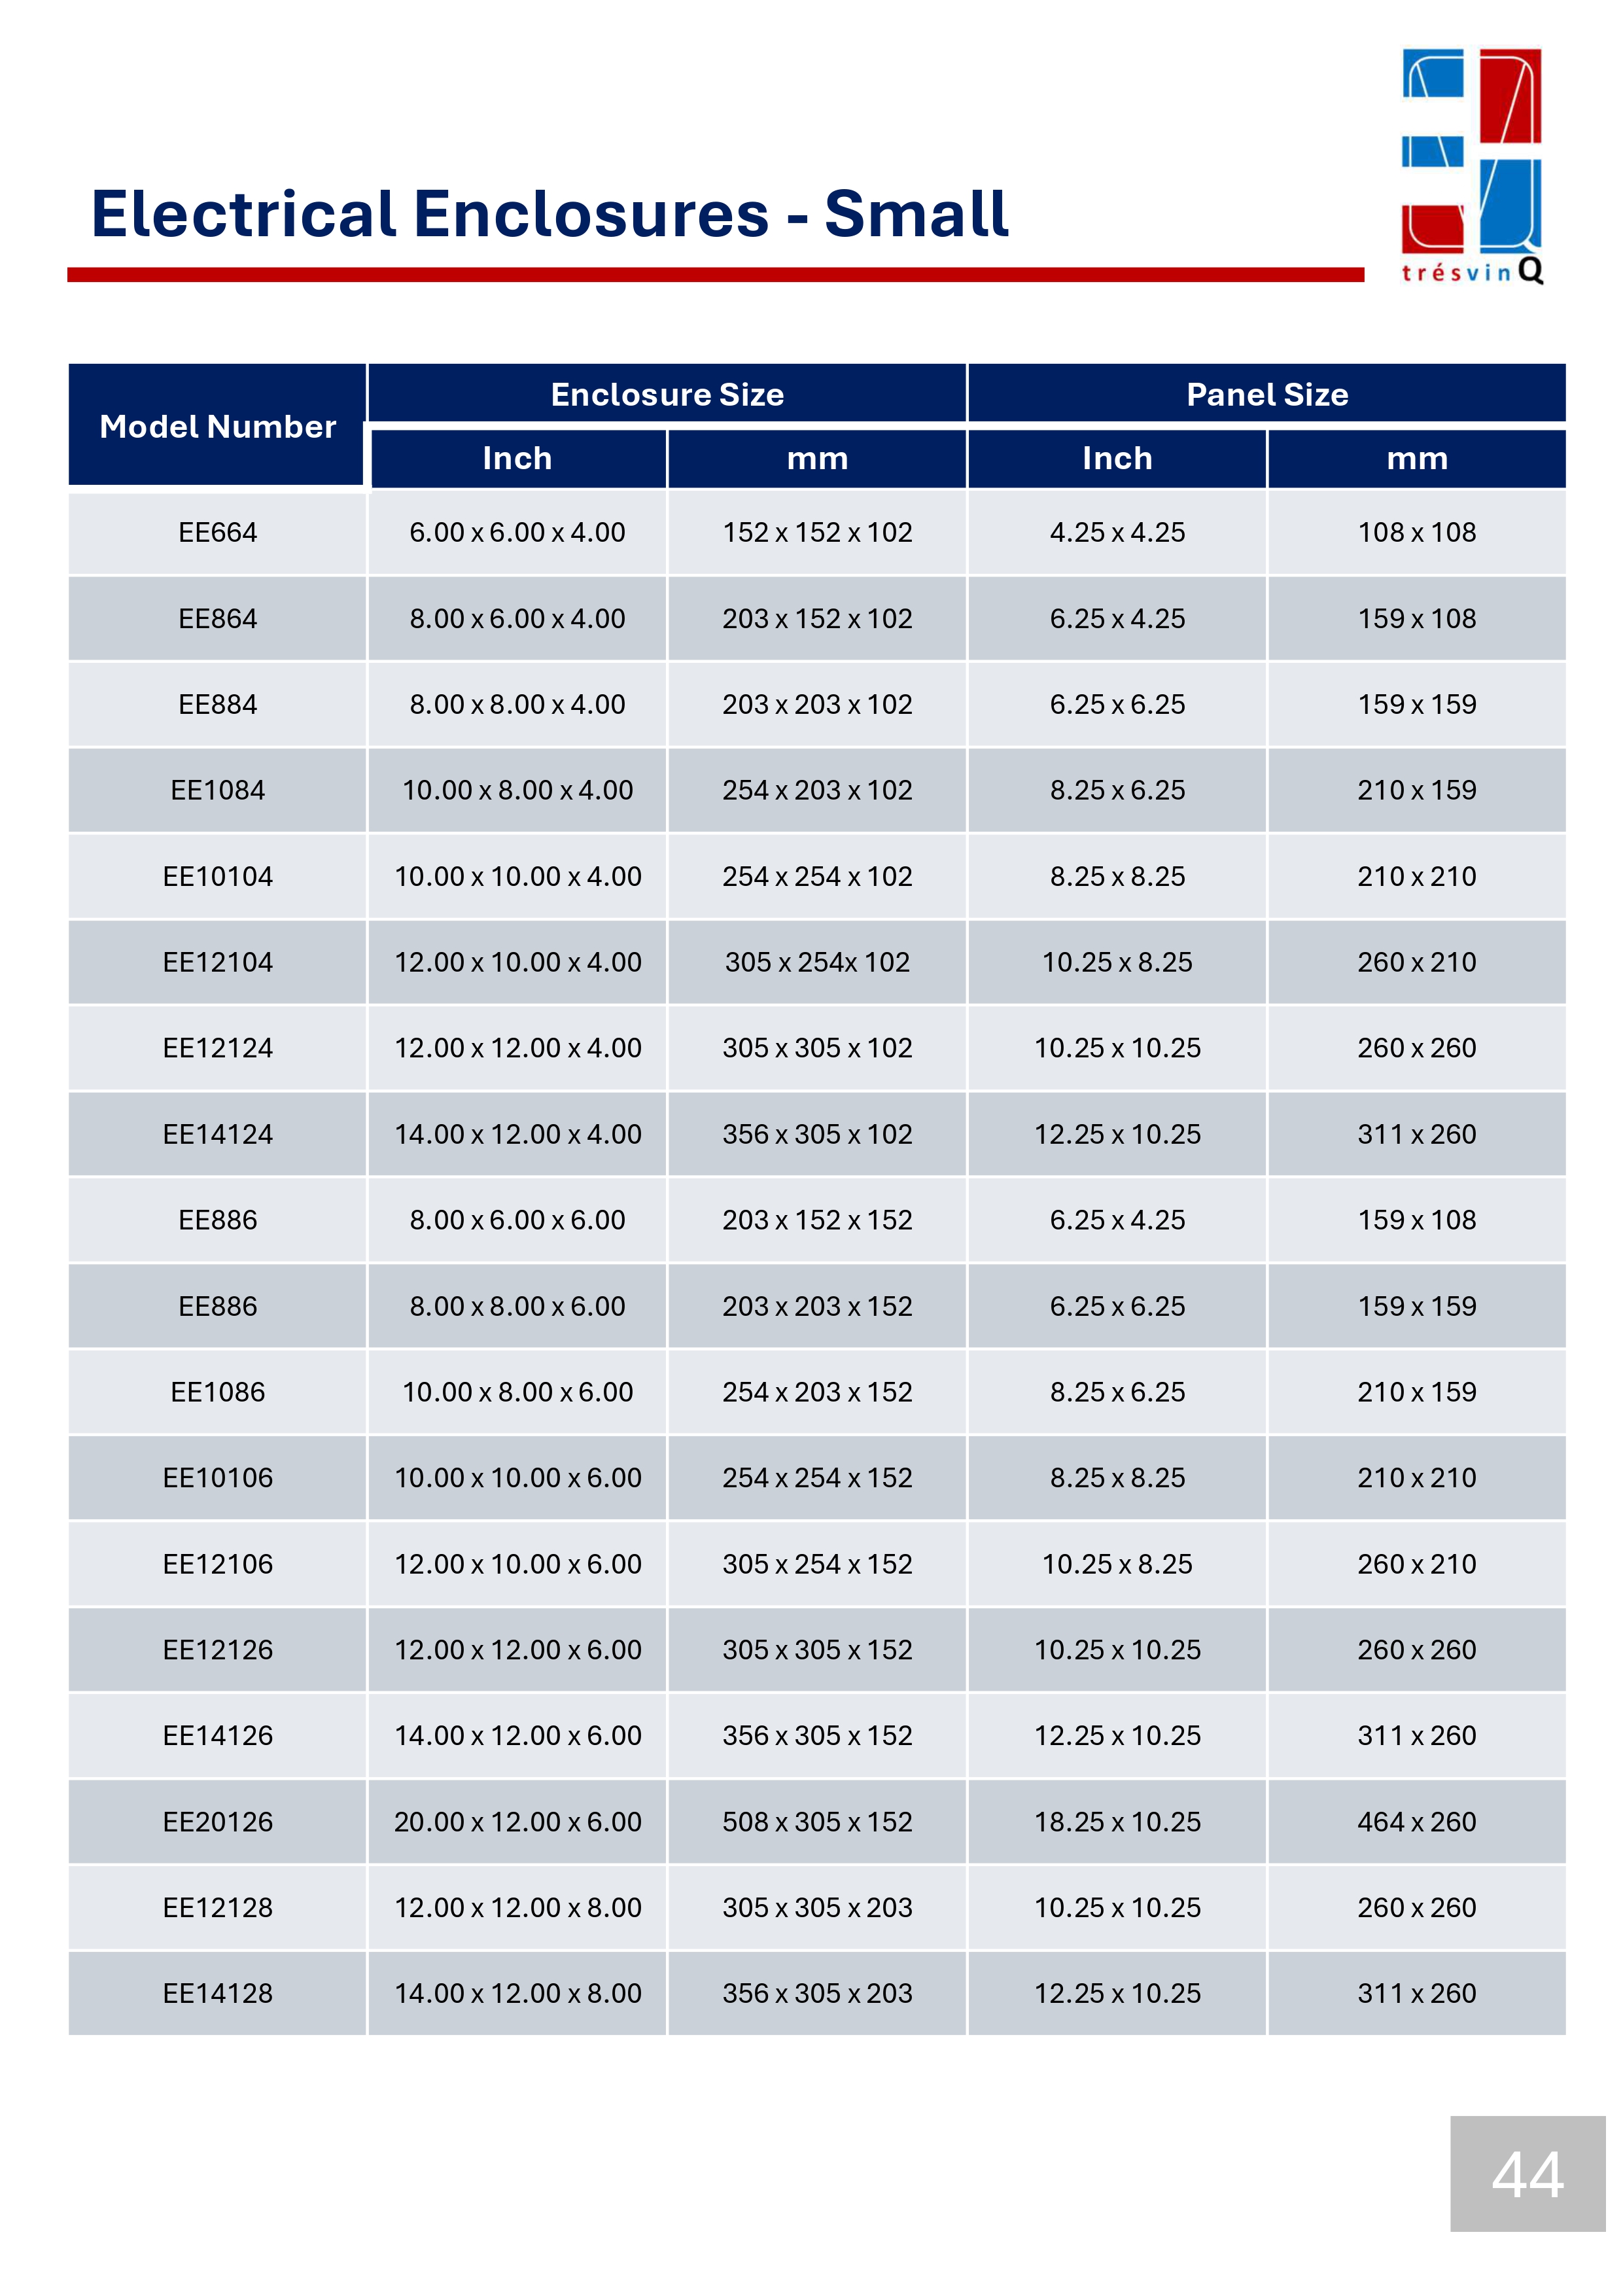 trésvinQ
Electrical Enclosures - Small
Model Number Enclosure Size Panel Size
Inch mm Inch mm
EE664 6.00 x 6.00 x 4.00 152 x 152 x 102 4.25 x 4.25 108 x 108
EE864 8.00 x 6.00 x 4.00 203 x 152 x 102 6.25 x 4.25 159 x 108
EE884 8.00 x 8.00 x 4.00 203 x 203 x 102 6.25 x 6.25 159 x 159
EE1084 10.00 x 8.00 x 4.00 254 x 203 x 102 8.25 x 6.25 210 x 159
EE10104 10.00 x 10.00 x 4.00 254 x 254 x 102 8.25 x 8.25 210 x 210
EE12104 12.00 x 10.00 x 4.00 305 x 254x 102 10.25 x 8.25 260 x 210
EE12124 12.00 x 12.00 x 4.00 305 x 305 x 102 10.25 x 10.25 260 x 260
EE14124 14.00 x 12.00 x 4.00 356 x 305 x 102 12.25 x 10.25 311 x 260
EE886 8.00 x 6.00 x 6.00 203 x 152 x 152 6.25 x 4.25 159 x 108
EE886 8.00 x 8.00 x 6.00 203 x 203 x 152 6.25 x 6.25 159 x 159
EE1086 10.00 x 8.00 x 6.00 254 x 203 x 152 8.25 x 6.25 210 x 159
EE10106 10.00 x 10.00 x 6.00 254 x 254 x 152 8.25 x 8.25 210 x 210
EE12106 12.00 x 10.00 x 6.00 305 x 254 x 152 10.25 x 8.25 260 x 210
EE12126 12.00 x 12.00 x 6.00 305 x 305 x 152 10.25 x 10.25 260 x 260
EE14126 14.00 x 12.00 x 6.00 356 x 305 x 152 12.25 x 10.25 311 x 260
EE20126 20.00 x 12.00 x 6.00 508 x 305 x 152 18.25 x 10.25 464 x 260
EE12128 12.00 x 12.00 x 8.00 305 x 305 x 203 10.25 x 10.25 260 x 260
EE14128 14.00 x 12.00 x 8.00 356 x 305 x 203 12.25 x 10.25 311 x 260
44